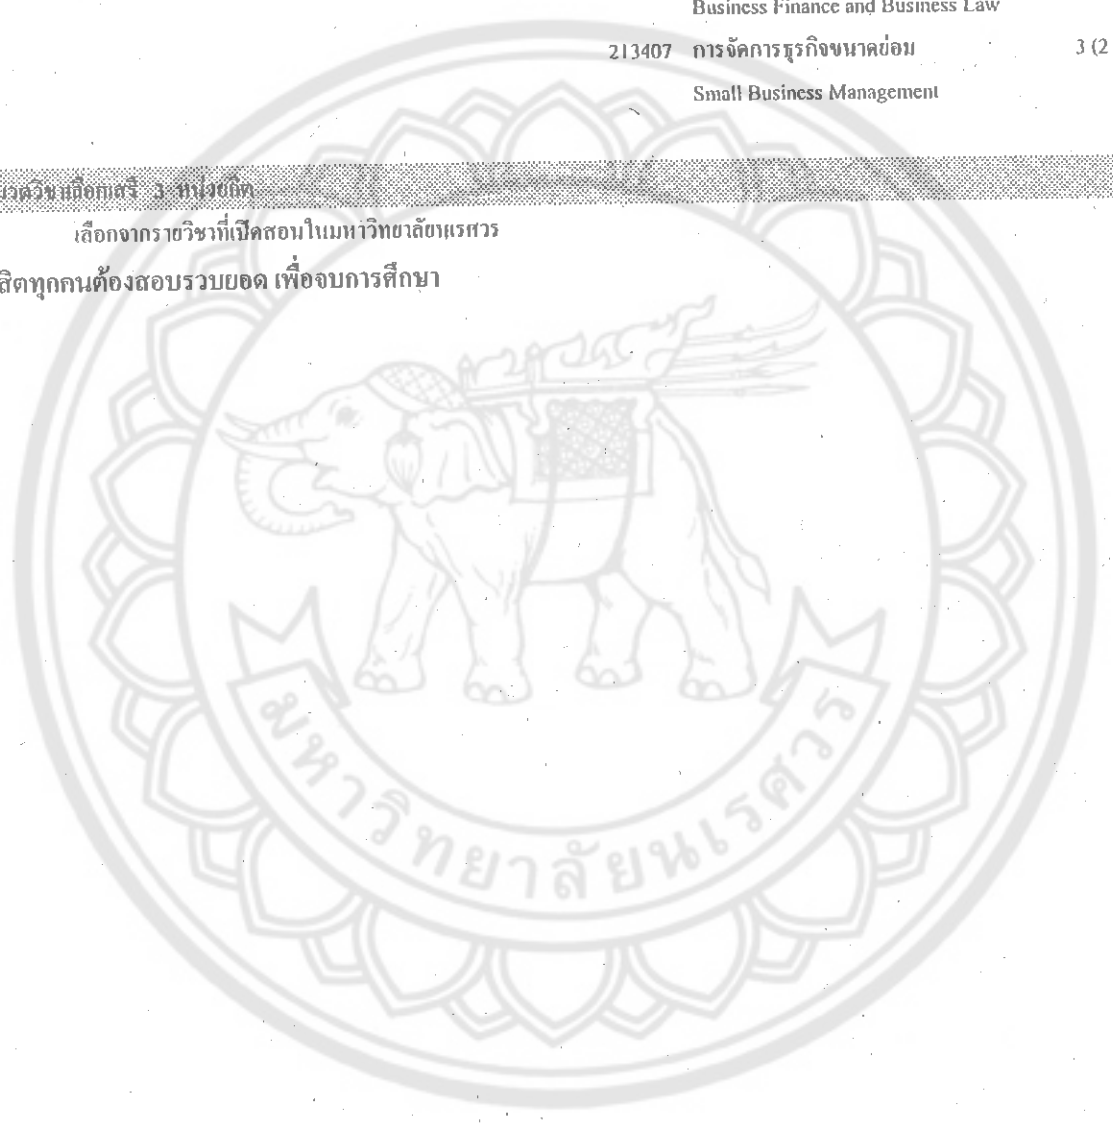 Business Finance and Business Law
213407 การจัดการธุรกิจขนาดย่อม 3 (2
Small Business Management
มวดวิชาเลือกเสรี 3 หน่วยกิต
เลือกจากรายวิชาที่เปิดสอนในมหาวิทยาลัยนเรศวร
สิตทุกคนต้องสอบรวบยอด เพื่อจบการศึกษา
มหาวิทยาลัยนเรศวร